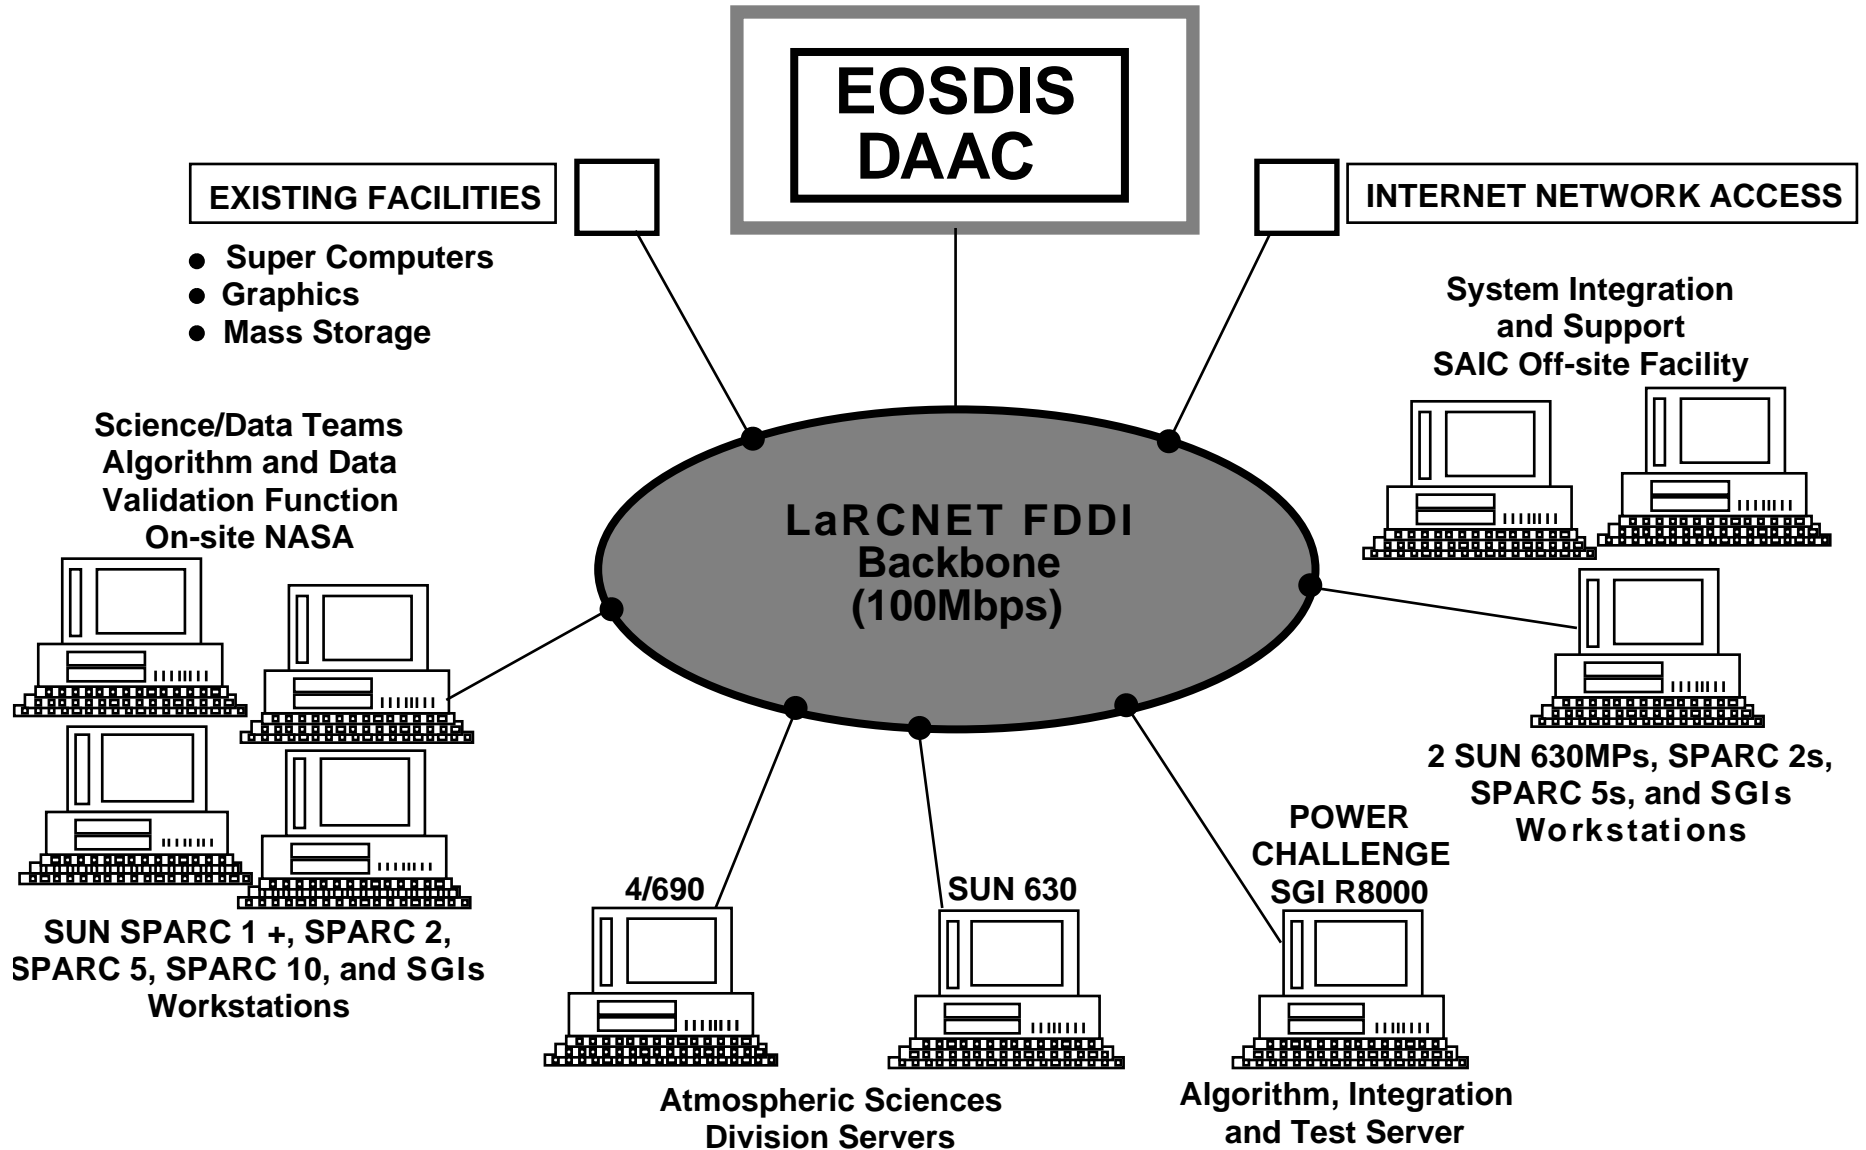 EOSDIS
DAAC
EXISTING FACILITIES
Super Computers
Graphics
Mass Storage
INTERNET NETWORK ACCESS
System Integration
and Support
SAIC Off-site Facility
Science/Data Teams
Algorithm and Data
Validation Function
On-site NASA
LaRCNET FDDI
Backbone
(100Mbps)
2 SUN 630MPs, SPARC 2s,
SPARC 5s, and SGIs
Workstations
SUN SPARC 1 +, SPARC 2,
SPARC 5, SPARC 10, and SGIs
Workstations
4/690
SUN 630
POWER
CHALLENGE
SGI R8000
Atmospheric Sciences
Division Servers
Algorithm, Integration
and Test Server